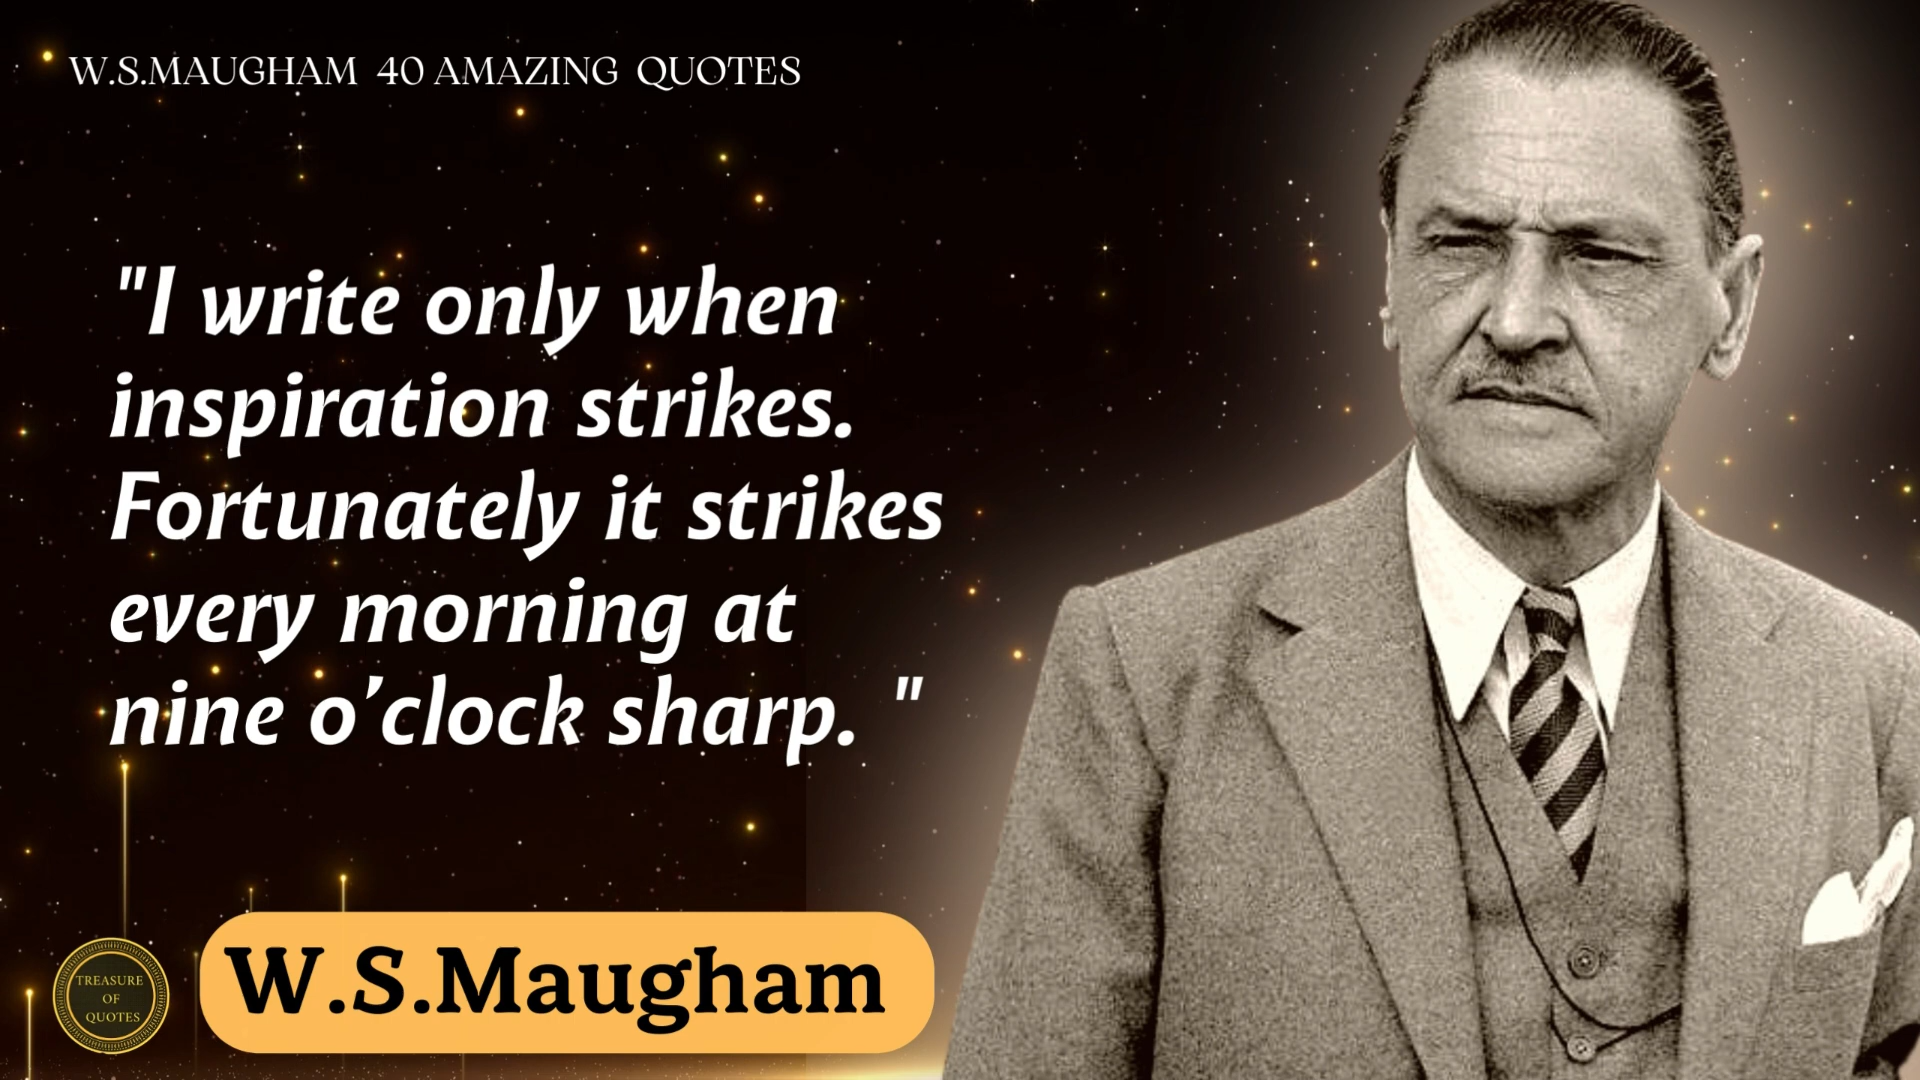 W.S.MAUGHAM 40 AMAZING QUOTES
"I write only when
inspiration strikes.
Fortunately it strikes
every morning at
nine o’clock sharp. "
W.S.Maugham
TREASURE
OF
QUOTES